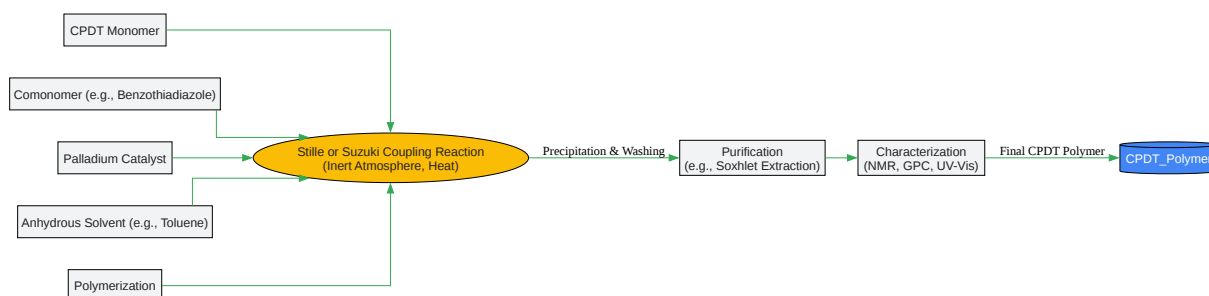 CPDT Monomer
Comonomer (e.g., Benzothiadiazole)
Palladium Catalyst
Anhydrous Solvent (e.g., Toluene)
Polymerization
Stille or Suzuki Coupling Reaction
(Inert Atmosphere, Heat)
Precipitation & Washing
Purification
(e.g., Soxhlet Extraction)
Characterization
(NMR, GPC, UV-Vis)
Final CPDT Polymer
CPDT_Polymer